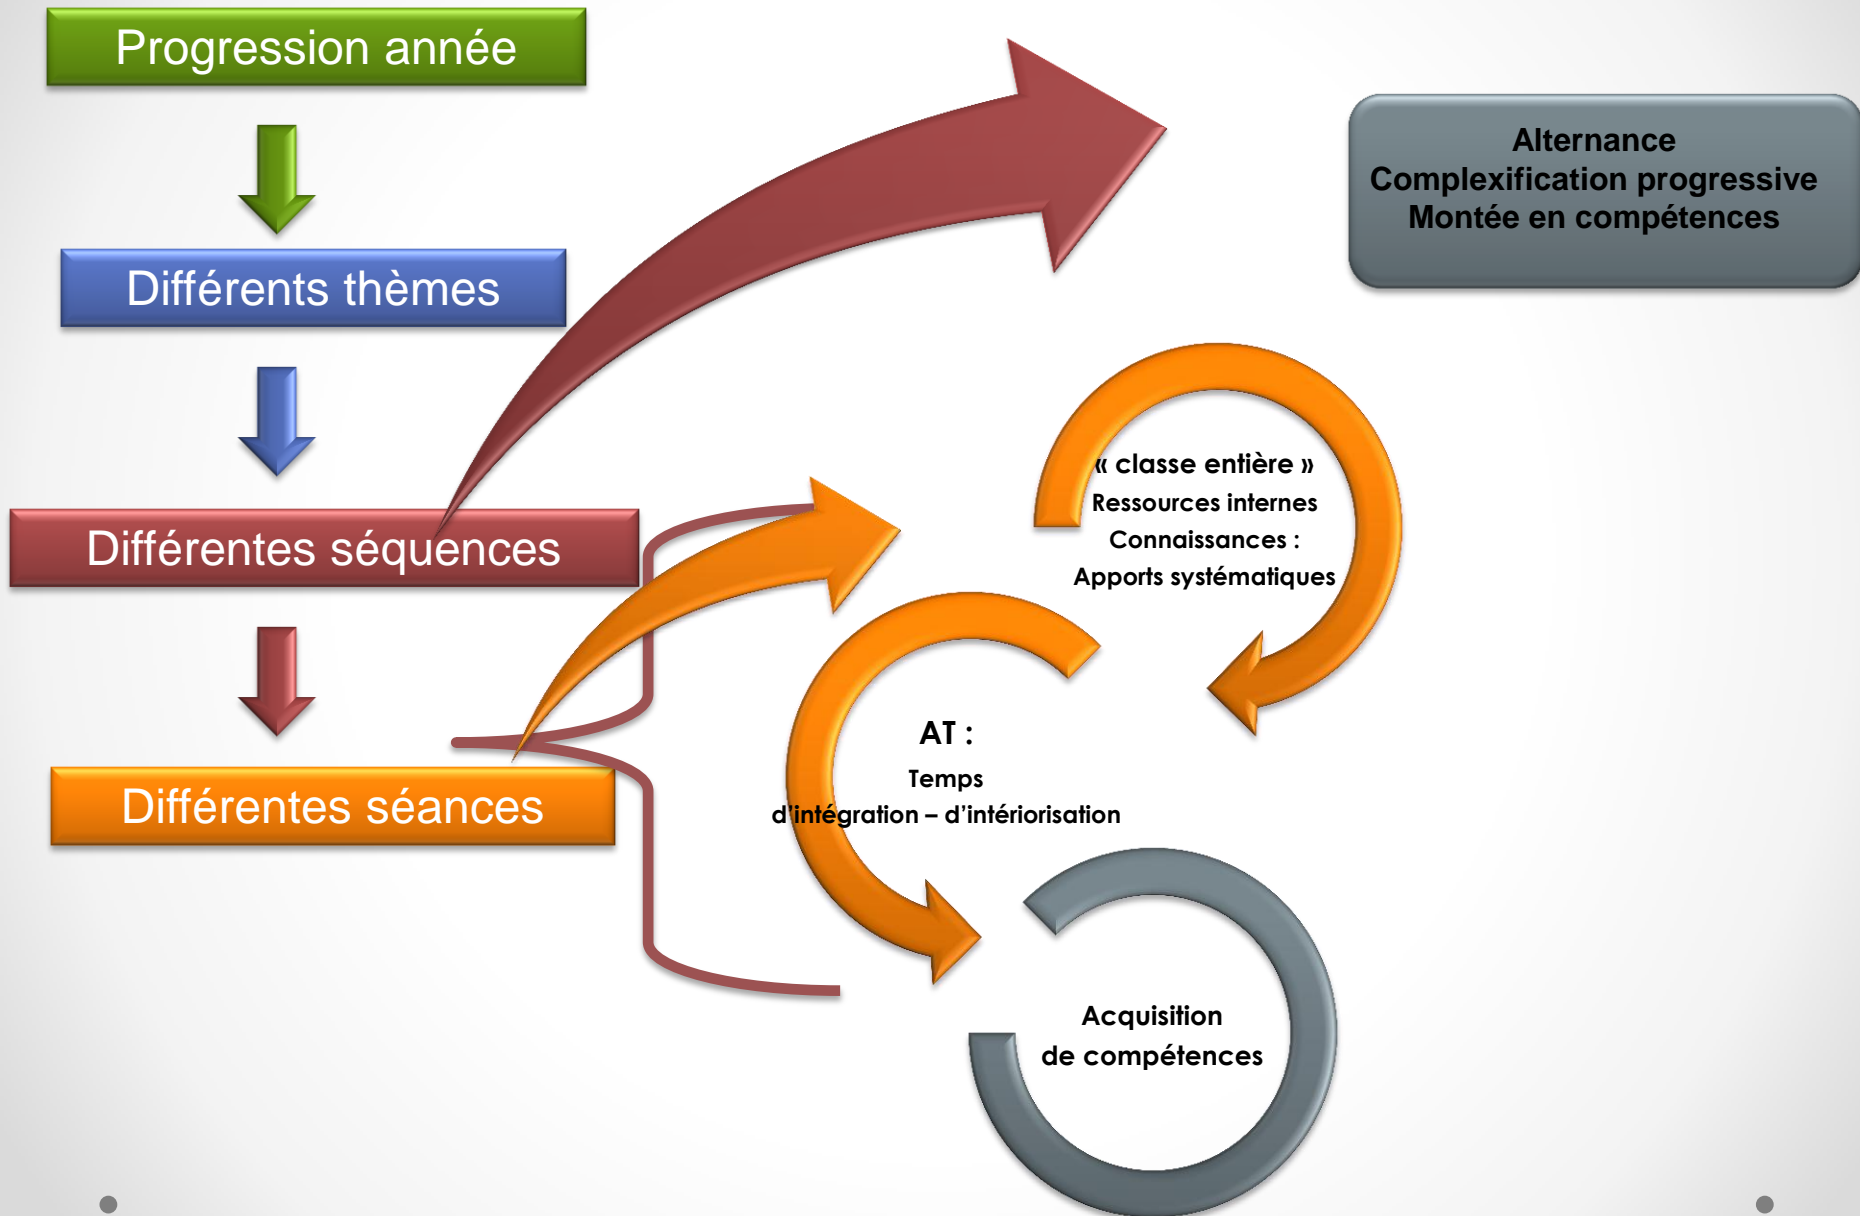 Progression année
Différents thèmes
Différentes séquences
Différentes séances
Alternance
Complexification progressive
Montée en compétences
« classe entière »
Ressources internes
Connaissances :
Apports systématiques
AT :
Temps
d'intégration – d'intériorisation
Acquisition
de compétences